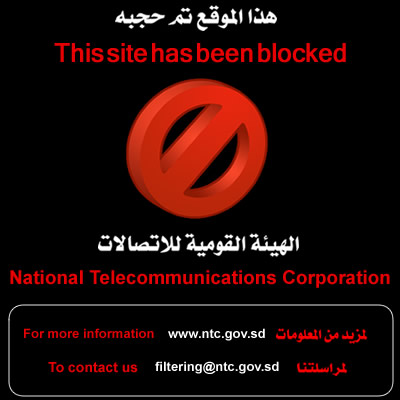 هذا الموقع تم حجبه
This site has been blocked
الهيئة القومية للاتصالات
National Telecommunications Corporation
For more information www.ntc.gov.sd لمزيد من المعلومات
To contact us filtering@ntc.gov.sd لمراسلتنا